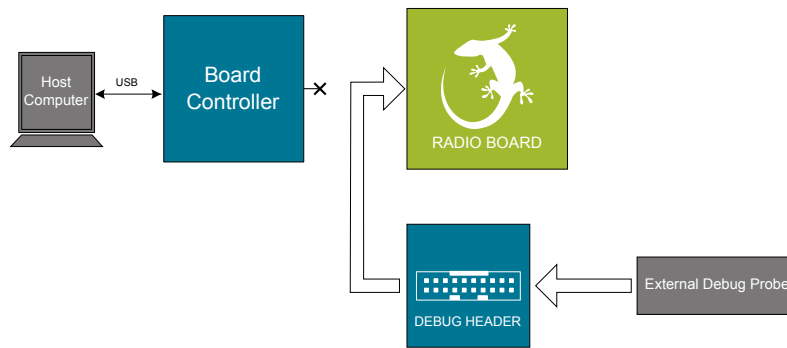 Host
Computer
USB
Board
Controller
RADIO BOARD
DEBUG HEADER
External Debug Probe